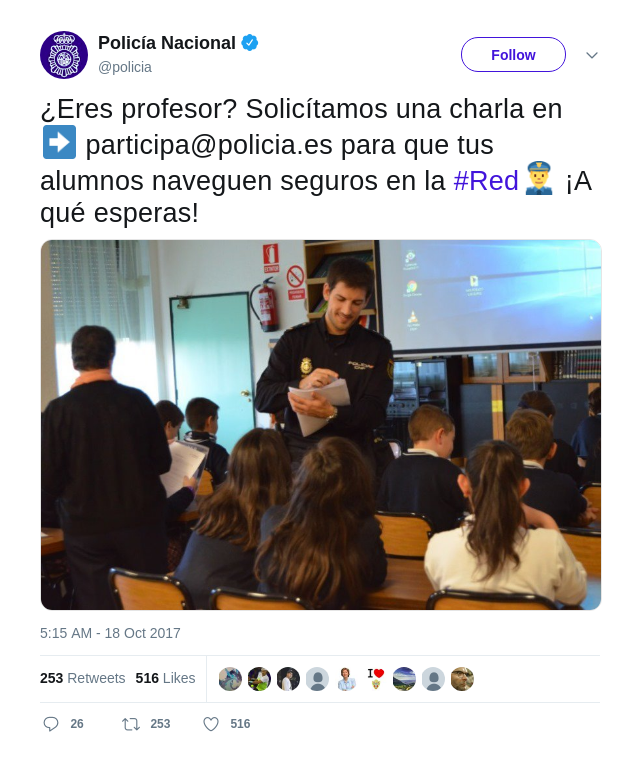 Policía Nacional
@policia
Follow
¿Eres profesor? Solicítamos una charla en
➡ participa@policia.es para que tus
alumnos naveguen seguros en la #Red👮 ¡A
qué esperas!
5:15 AM - 18 Oct 2017
253 Retweets 516 Likes
I❤
26 253 516